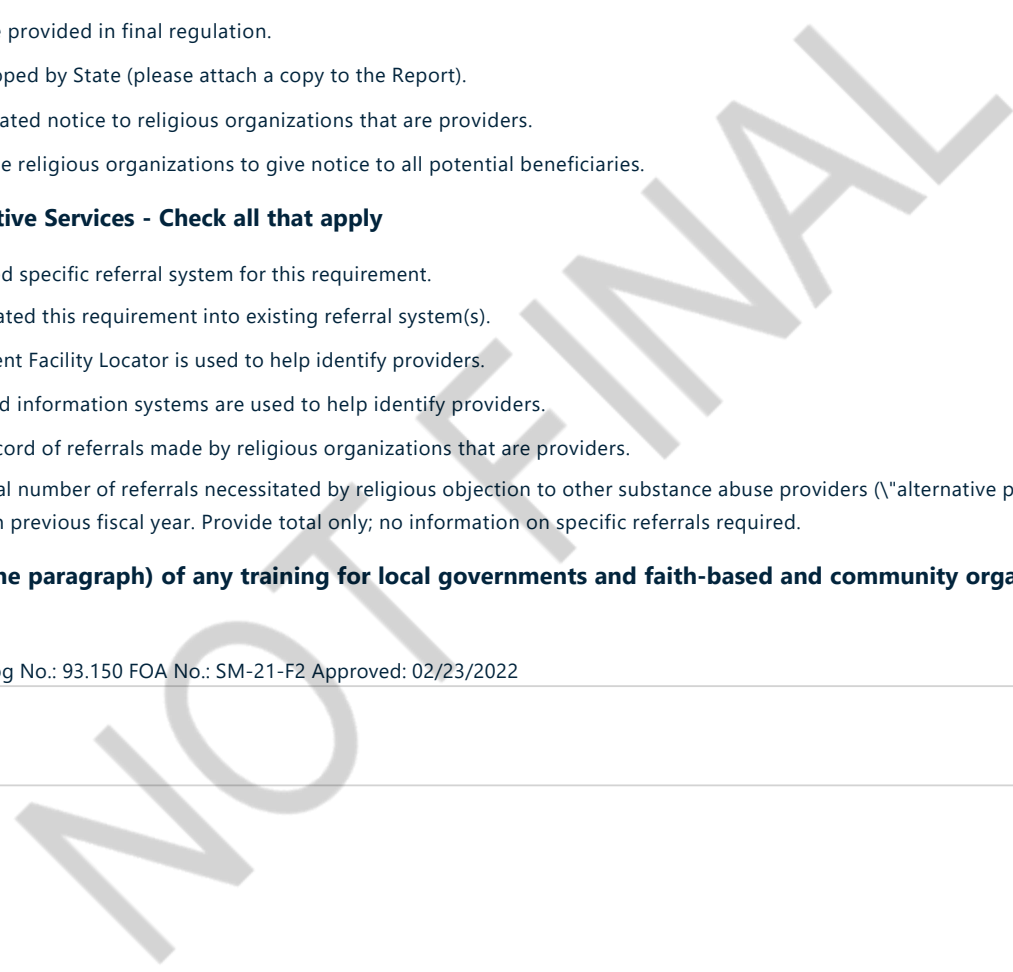 provided in final regulation.
oped by State (please attach a copy to the Report).
ated notice to religious organizations that are providers.
e religious organizations to give notice to all potential beneficiaries.
tive Services - Check all that apply
d specific referral system for this requirement.
ated this requirement into existing referral system(s).
ent Facility Locator is used to help identify providers.
d information systems are used to help identify providers.
cord of referrals made by religious organizations that are providers.
al number of referrals necessitated by religious objection to other substance abuse providers (\"alternative p
n previous fiscal year. Provide total only; no information on specific referrals required.
ne paragraph) of any training for local governments and faith-based and community orga
og No.: 93.150 FOA No.: SM-21-F2 Approved: 02/23/2022
NOT FINAL